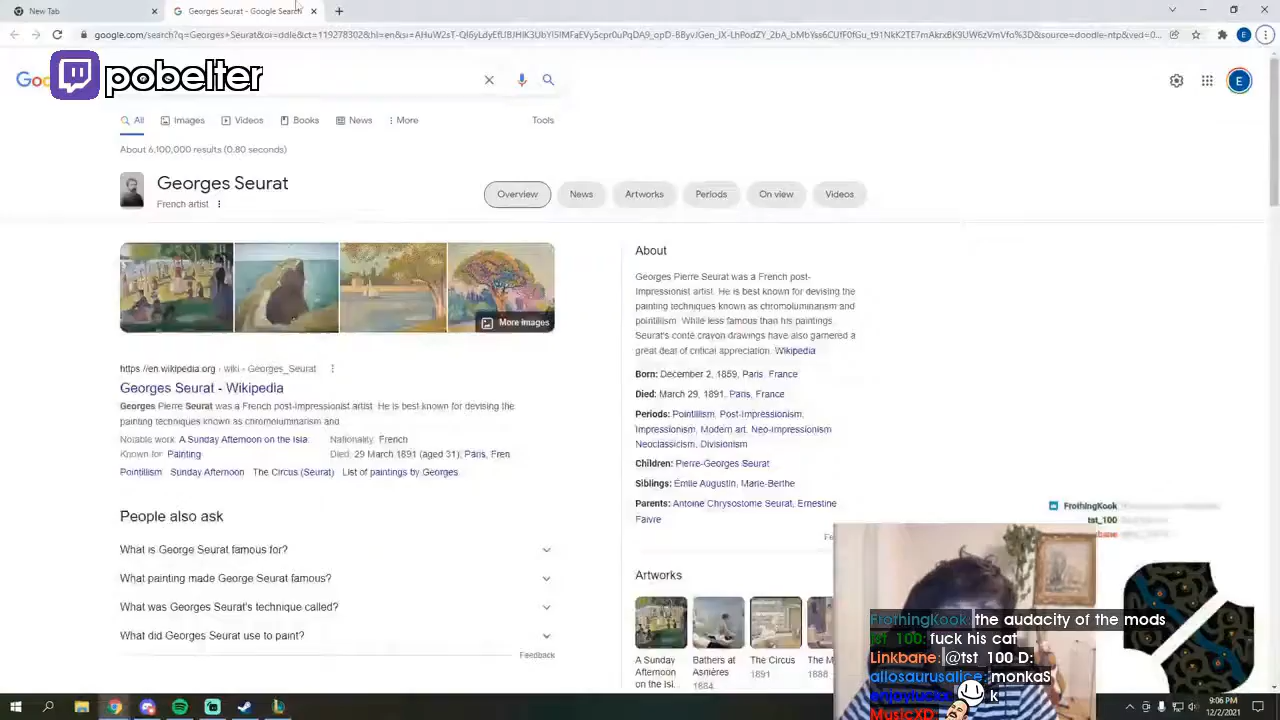 New Tab
Georges Seurat - Google Search
pobelter
All
Images
Videos
Books
News
More
Tools
About 6,100,000 results (0.80 seconds)
Georges Seurat
French artist
Overview
News
Artworks
Periods
On view
Videos
More images
https://en.wikipedia.org › wiki › Georges_Seurat
Georges Seurat - Wikipedia
Georges Pierre Seurat was a French post-Impressionist artist. He is best known for devising the
painting techniques known as chromoluminarism and
Notable work: A Sunday Afternoon on the Isla
Nationality: French
Known for: Painting
Died: 29 March 1891 (aged 31); Paris, Fren
Pointillism
Sunday Afternoon
The Circus (Seurat)
List of paintings by Georges
People also ask
What is George Seurat famous for?
What painting made George Seurat famous?
What was Georges Seurat's technique called?
What did Georges Seurat use to paint?
Feedback
About
Georges Pierre Seurat was a French post-
Impressionist artist. He is best known for devising the
painting techniques known as chromoluminarism and
pointillism. While less famous than his paintings,
Seurat's conté crayon drawings have also garnered a
great deal of critical appreciation. Wikipedia
Born: December 2, 1859, Paris, France
Died: March 29, 1891, Paris, France
Periods: Pointillism, Post-Impressionism,
Impressionism, Modern art, Neo-Impressionism,
Neoclassicism, Divisionism
Children: Pierre-Georges Seurat
Siblings: Émile Augustin, Marie-Berthe
Parents: Antoine Chrysostome Seurat, Ernestine
Faivre
Artworks
A Sunday
Afternoon
on the Isl...
Bathers at
Asnières
1884
The Circus
1891
The M
FrothingKook
tst_100
FrothingKook: the audacity of the mods
tst_100: fuck his cat
Linkbane: @tst_100 D:
allosaurusalice: monkaS
k
MusicXD:
9:06 PM
12/2/2021
E